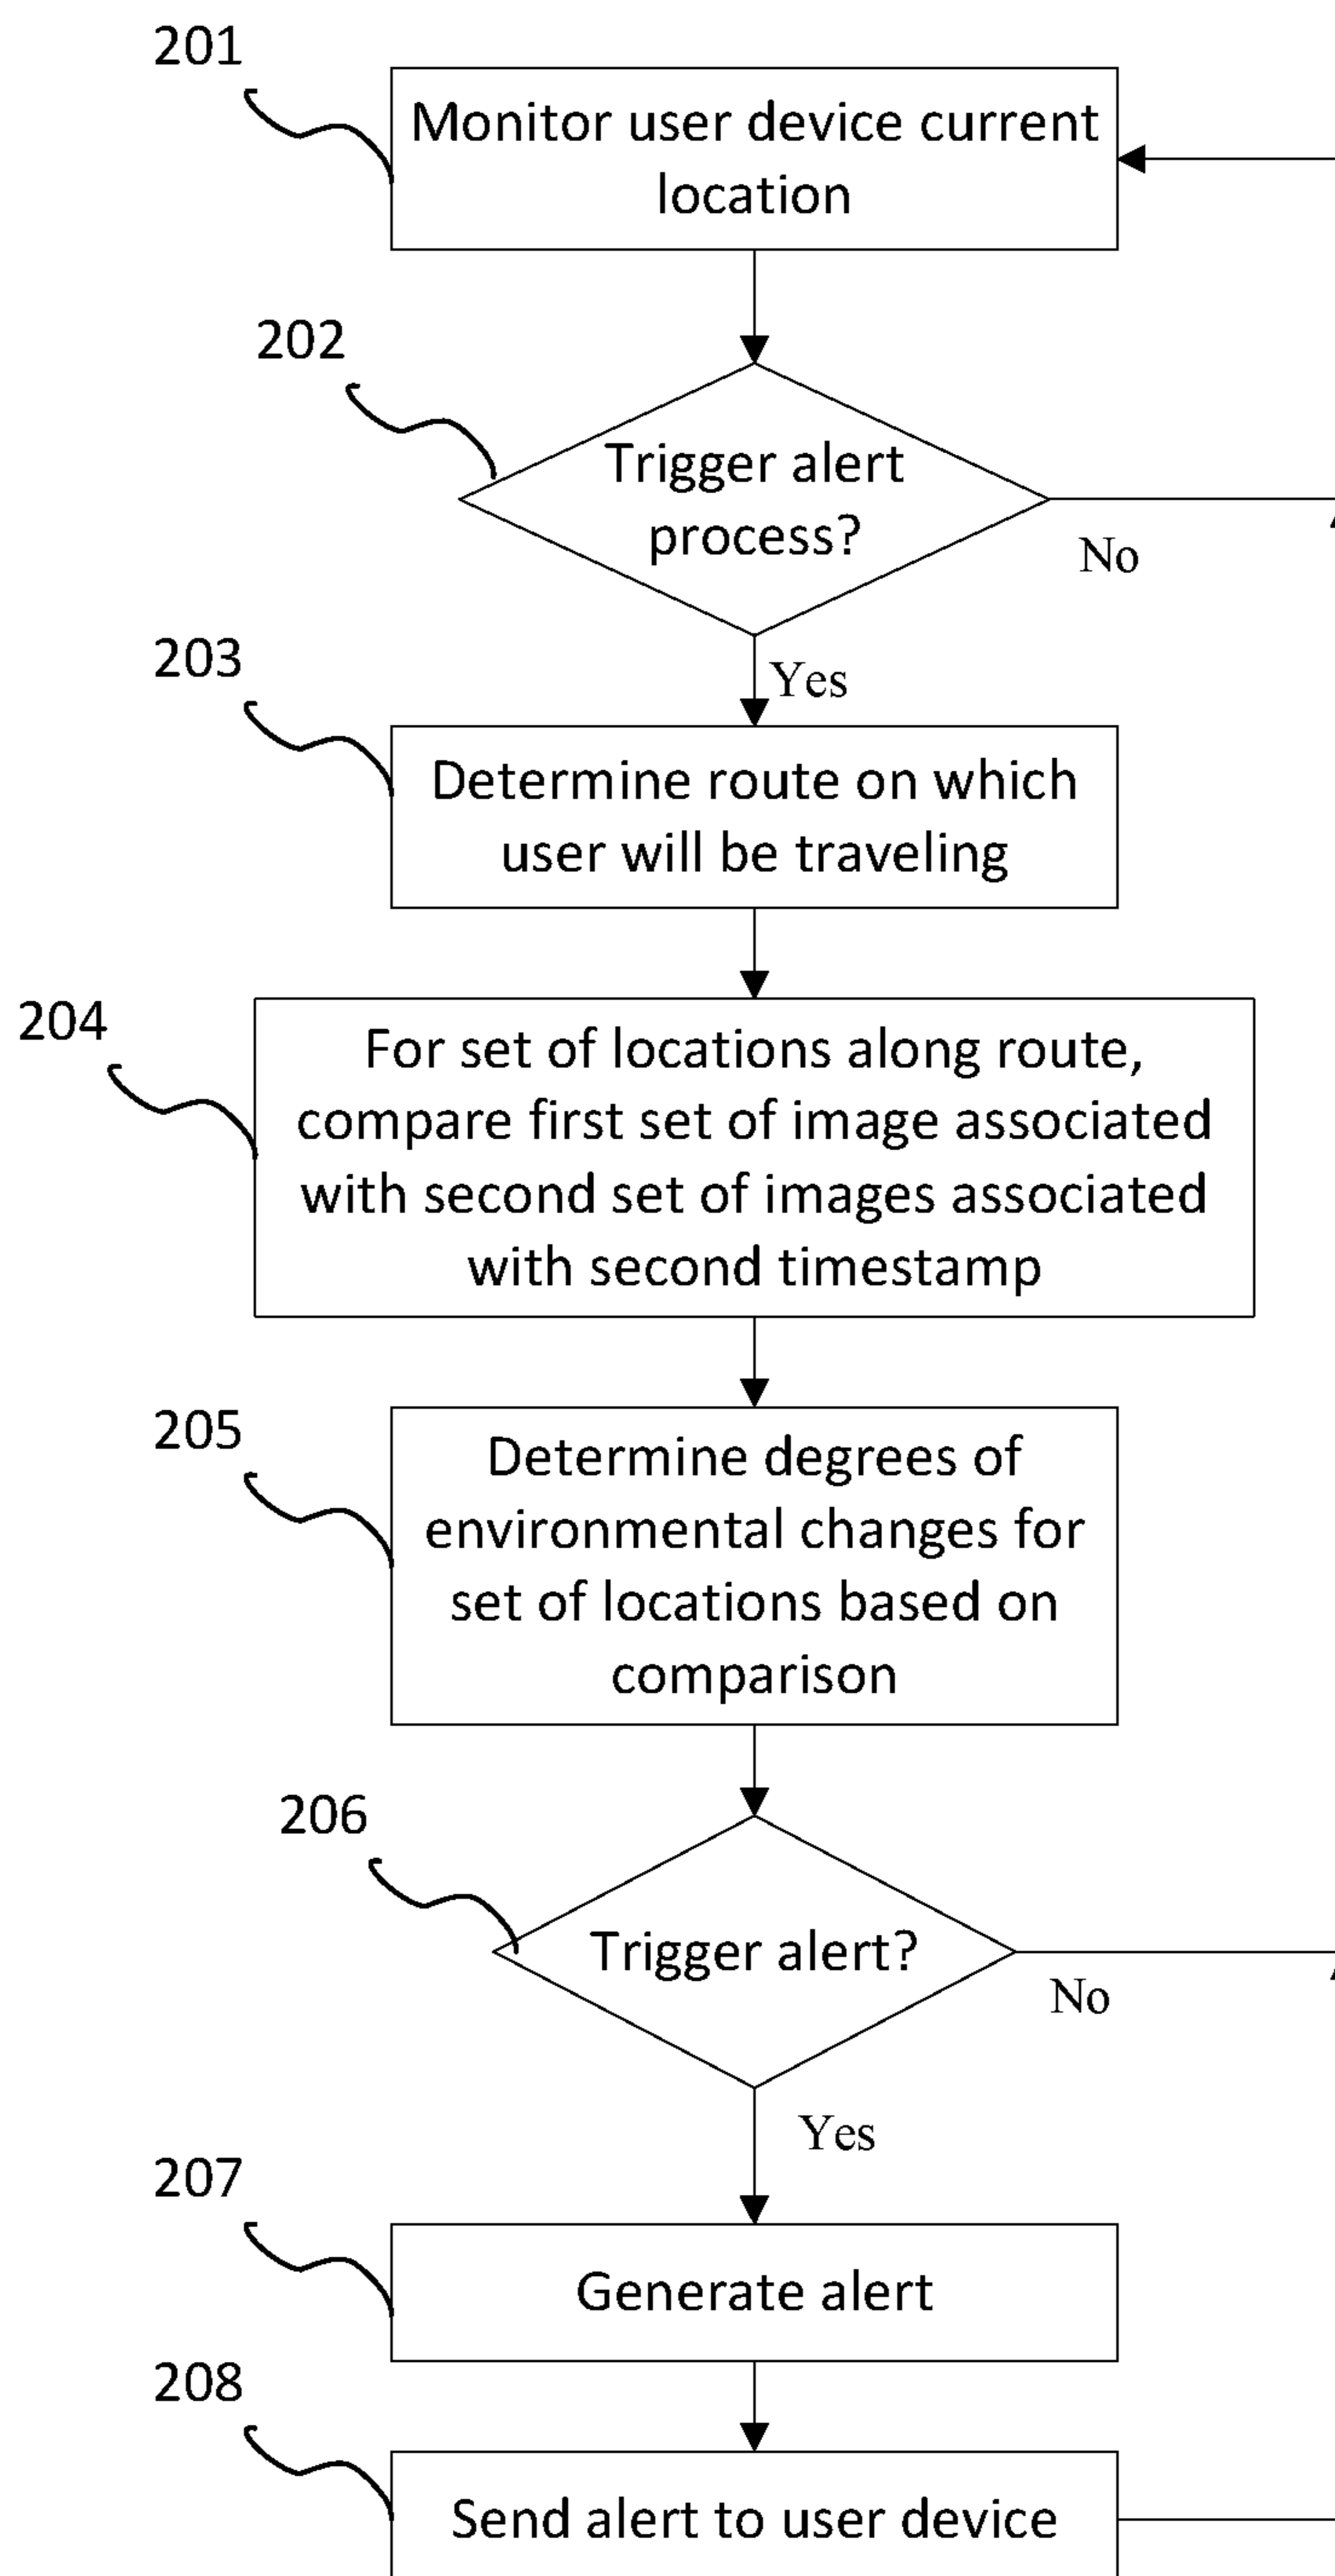 201
Monitor user device current
location
202
Trigger alert
process?
No
Yes
203
Determine route on which
user will be traveling
204
For set of locations along route,
compare first set of image associated
with second set of images associated
with second timestamp
205
Determine degrees of
environmental changes for
set of locations based on
comparison
206
Trigger alert?
No
Yes
207
Generate alert
208
Send alert to user device